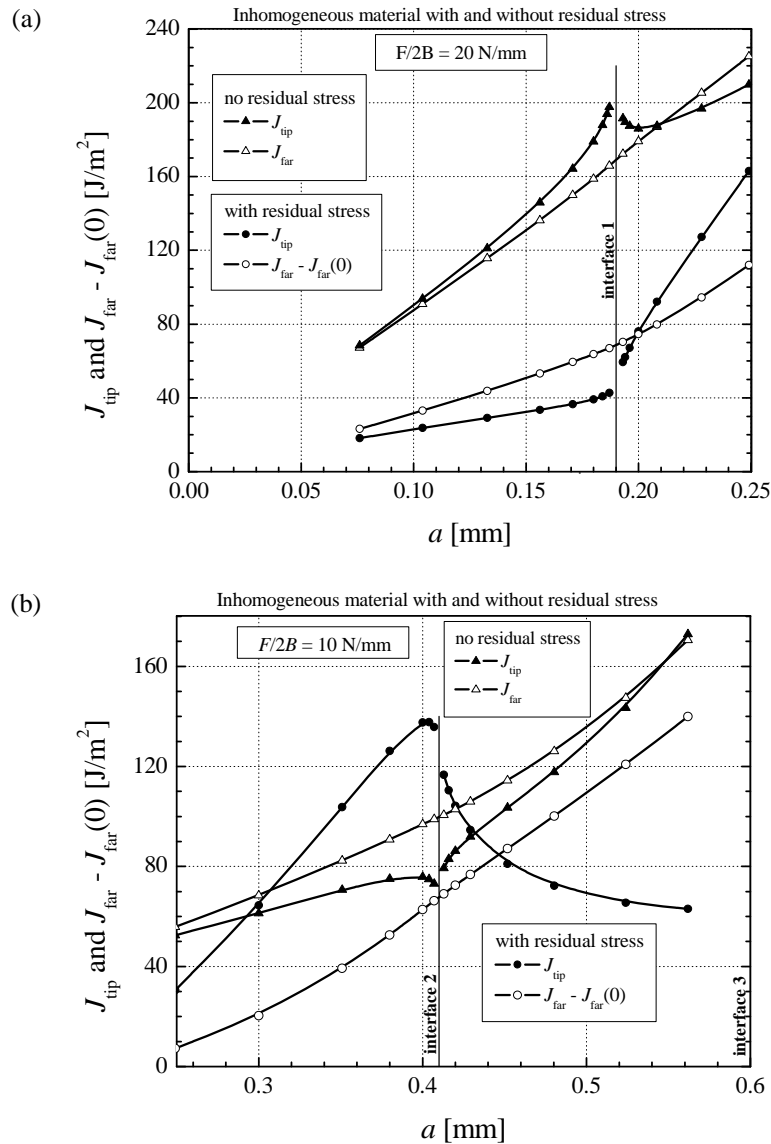 (a)
Inhomogeneous material with and without residual stress
F/2B = 20 N/mm
no residual stress
J_tip
J_far
with residual stress
J_tip
J_far - J_far(0)
interface 1
J_tip and J_far - J_far(0) [J/m²]
240
200
160
120
80
40
0
0.00 0.05 0.10 0.15 0.20 0.25
a [mm]
(b)
Inhomogeneous material with and without residual stress
F/2B = 10 N/mm
no residual stress
J_tip
J_far
with residual stress
J_tip
J_far - J_far(0)
interface 2
interface 3
J_tip and J_far - J_far(0) [J/m²]
160
120
80
40
0
0.3 0.4 0.5 0.6
a [mm]